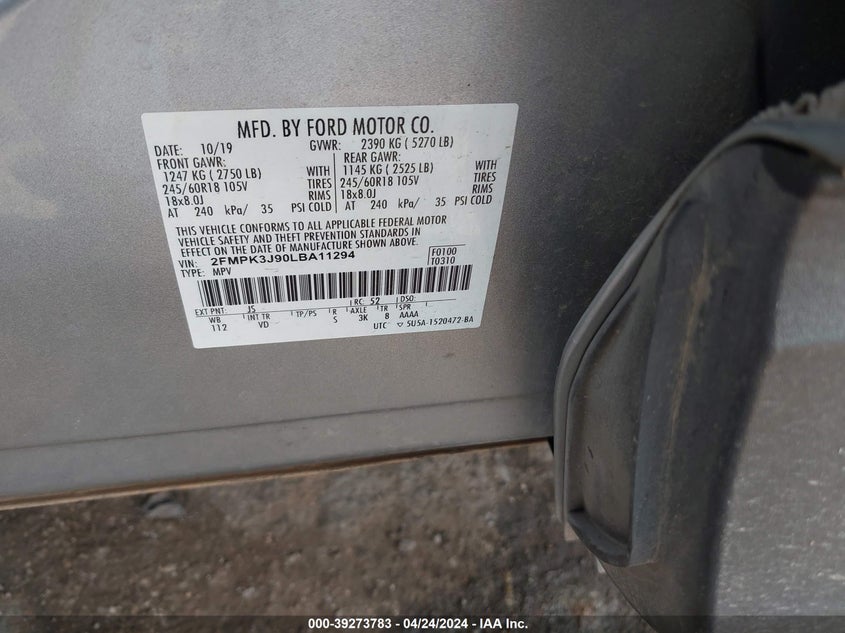 MFD. BY FORD MOTOR CO.
DATE: 10/19 GVWR: 2390 KG ( 5270 LB)
FRONT GAWR: REAR GAWR:
1247 KG ( 2750 LB) WITH 1145 KG ( 2525 LB) WITH
245/60R18 105V TIRES 245/60R18 105V TIRES
18x8.0J RIMS 18x8.0J RIMS
AT 240 kPa/ 35 PSI COLD AT 240 kPa/ 35 PSI COLD
THIS VEHICLE CONFORMS TO ALL APPLICABLE FEDERAL MOTOR
VEHICLE SAFETY AND THEFT PREVENTION STANDARDS IN
EFFECT ON THE DATE OF MANUFACTURE SHOWN ABOVE.
VIN: 2FMPK3J90LBA11294 F0100
TYPE: MPV T0310
EXT PNT: J5 RC: 52 DSO:
WB INT TR TP/PS R AXLE TR SPR
112 VD S 3K 8 AAAA
UTC ▽ 5U5A-1520472-BA
000-39273783 - 04/24/2024 - IAA Inc.